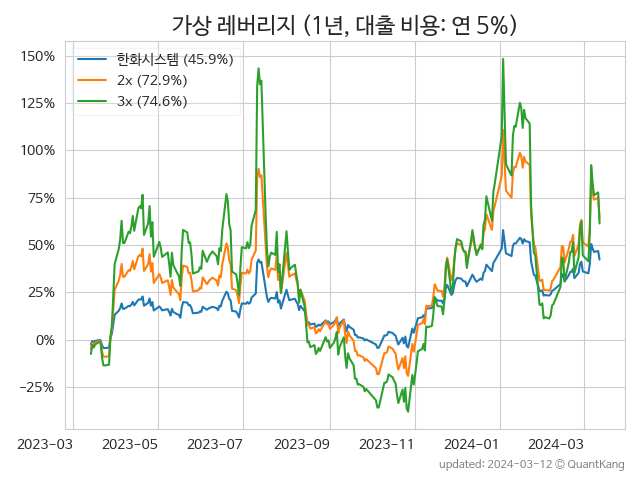 가상 레버리지 (1년, 대출 비용: 연 5%)
한화시스템 (45.9%)
2x (72.9%)
3x (74.6%)
150%
125%
100%
75%
50%
25%
0%
−25%
2023-03 2023-05 2023-07 2023-09 2023-11 2024-01 2024-03
updated: 2024-03-12 © QuantKang